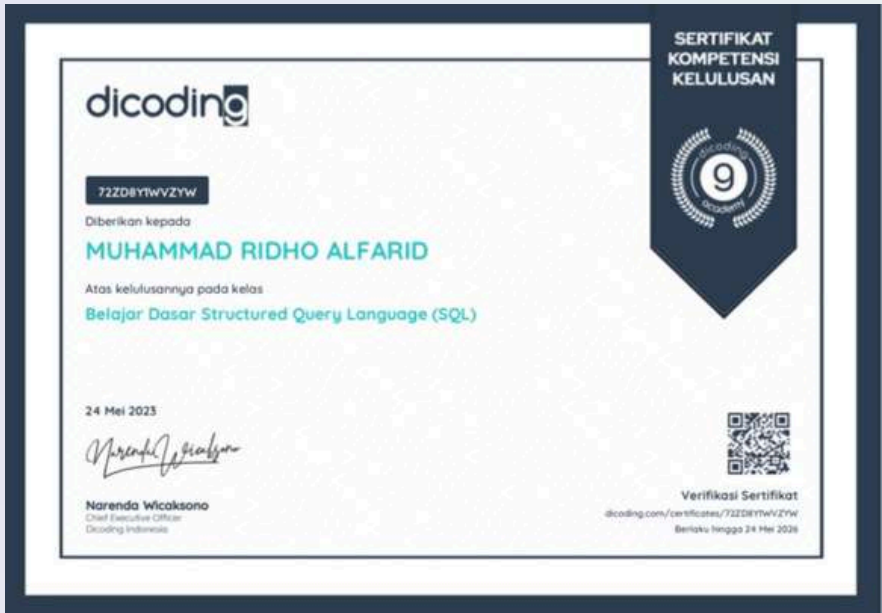 dicoding
72ZD8Y1WVZYW
Diberikan kepada
MUHAMMAD RIDHO ALFARID
Atas kelulusannya pada kelas
Belajar Dasar Structured Query Language (SQL)
24 Mei 2023
Narenda Wicaksono
Chief Executive Officer
Dicoding Indonesia
SERTIFIKAT
KOMPETENSI
KELULUSAN
dicoding
9
academy
Verifikasi Sertifikat
dicoding.com/certificates/72ZD8Y1WVZYW
Berlaku hingga 24 Mei 2026